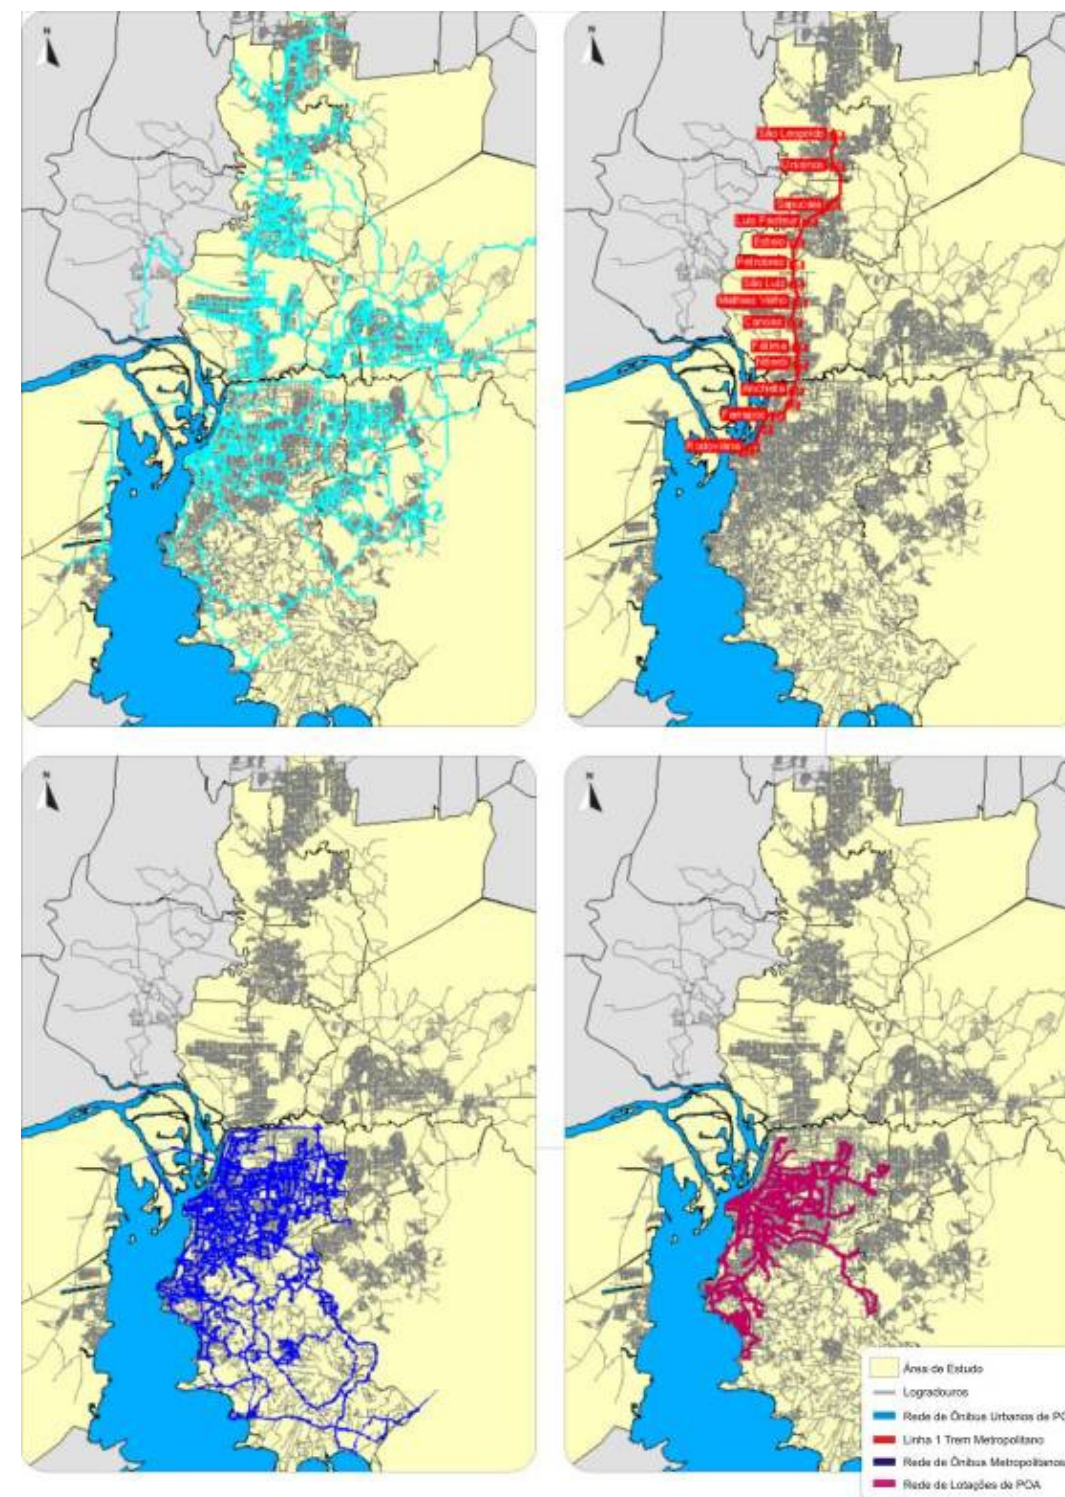 N
N
São Leopoldo
Unisinos
Sapucaia
Luis Pasteur
Esteio
Petrobras
São Luiz
Mathias Velho
Canoas
Fátima
Niterói
Anchieta
Farrapos
Rodoviária
N
N
Área de Estudo
Logradouros
Rede de Ônibus Urbanos de PO
Linha 1 Trem Metropolitano
Rede de Ônibus Metropolitanos
Rede de Lotações de POA